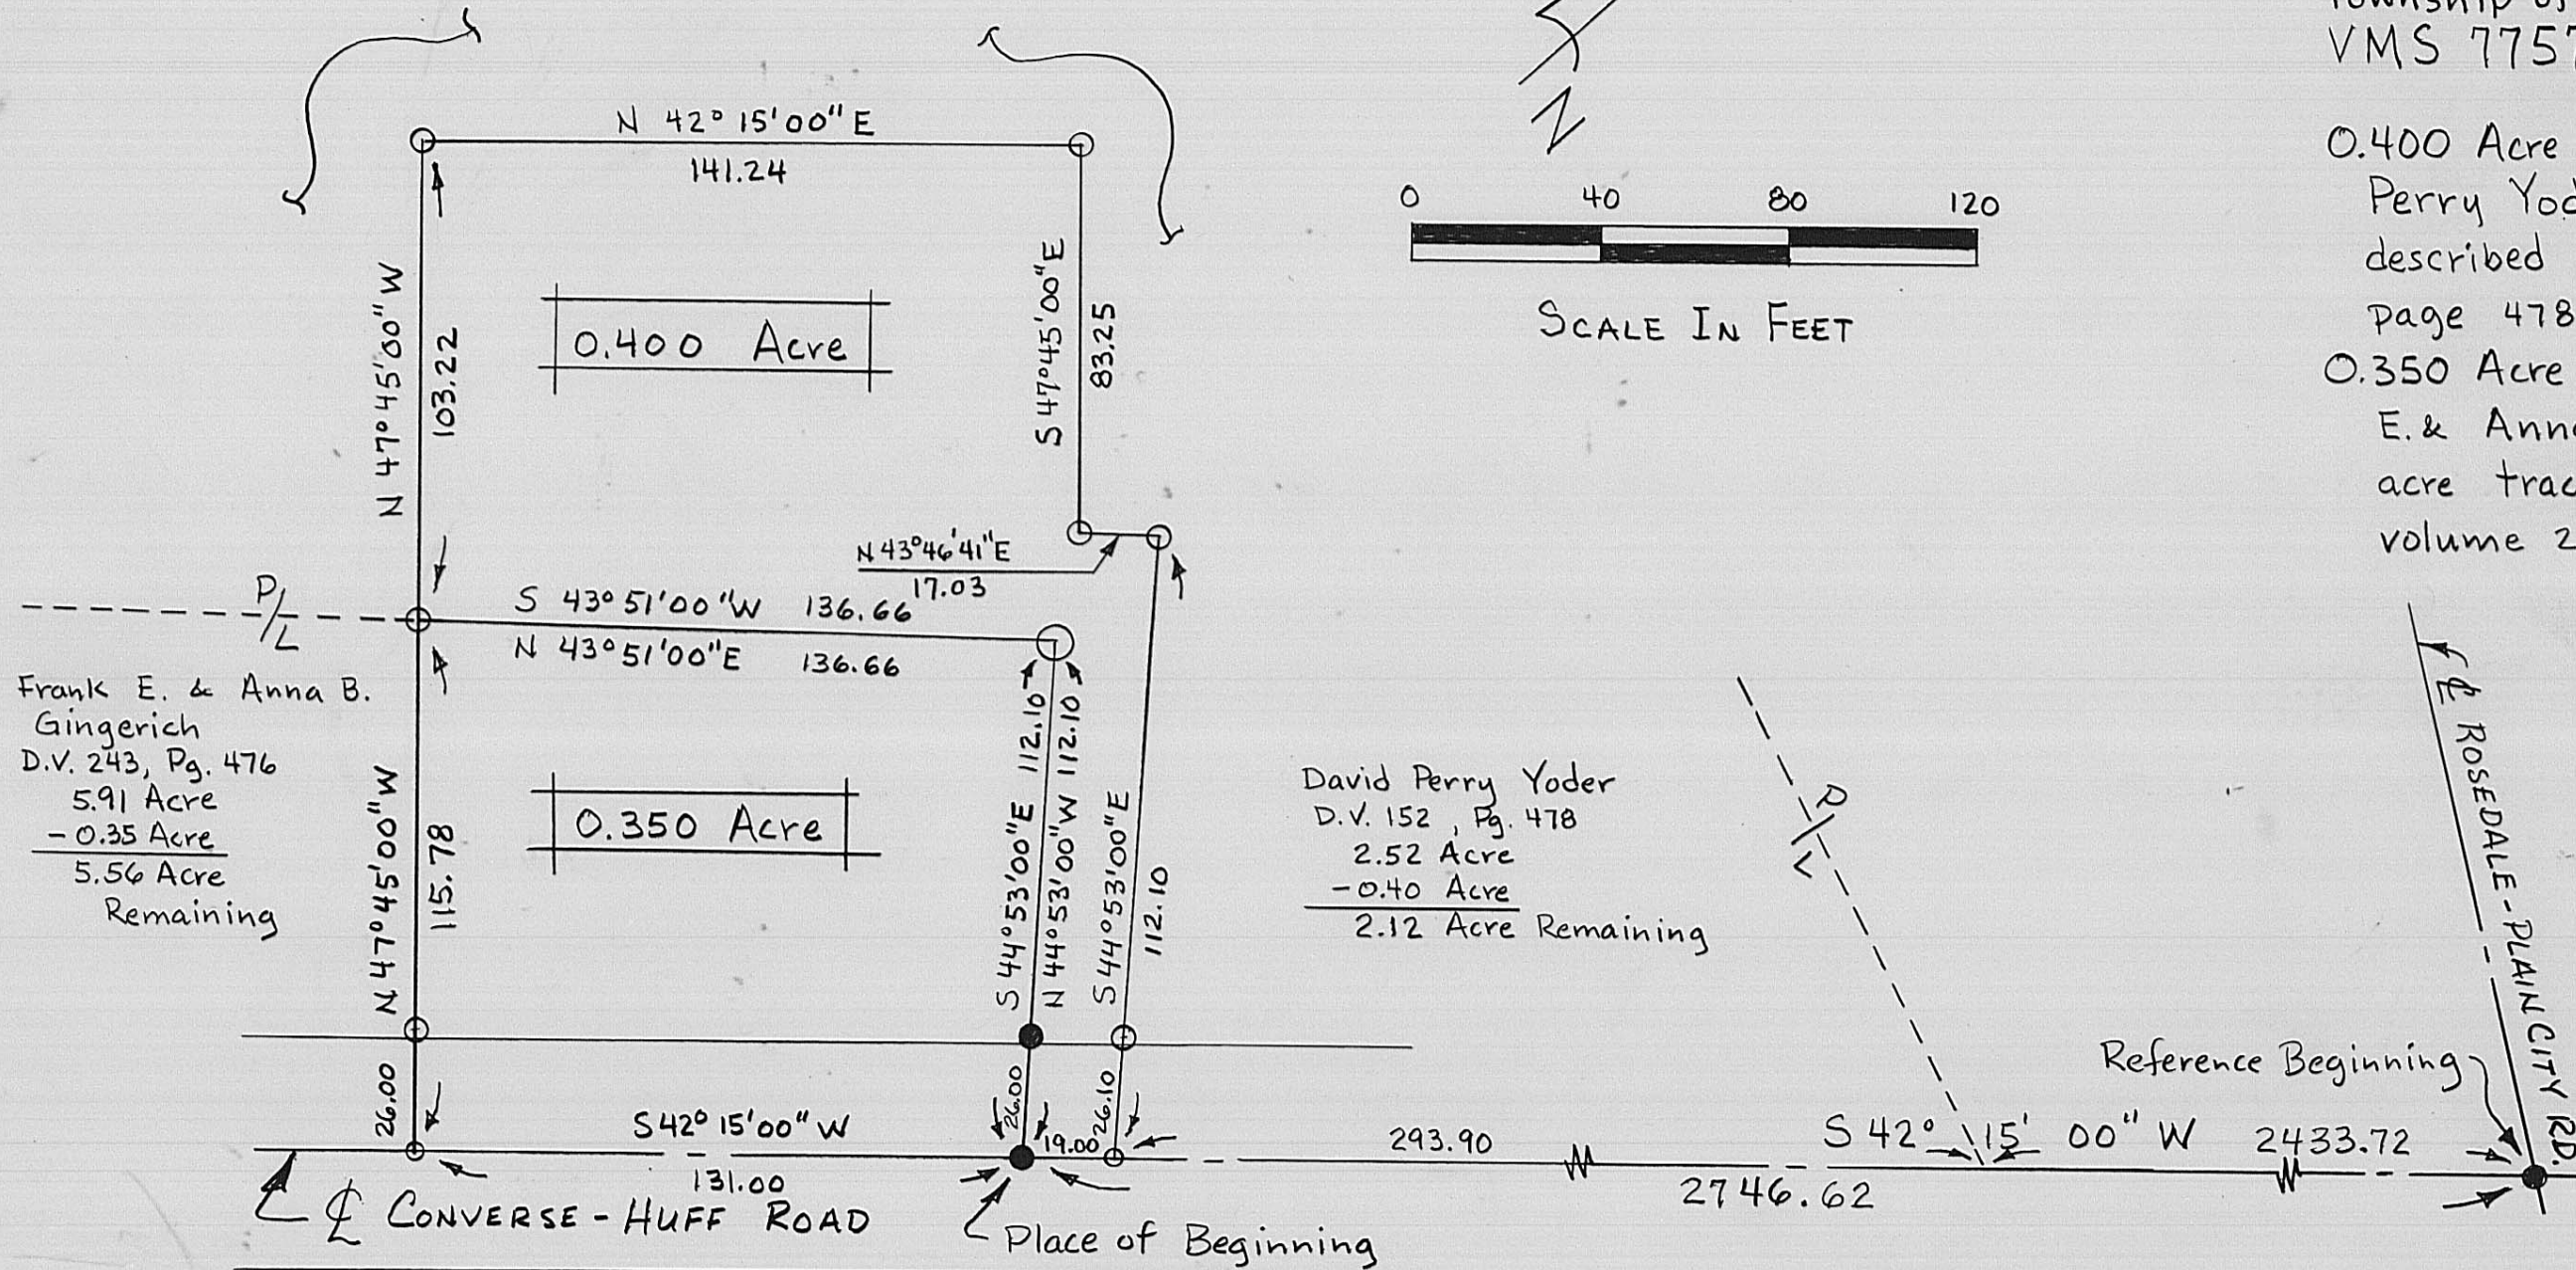 Township of
VMS 7757
N 42° 15' 00" E
141.24
N
0.400 Acre
Perry Yod
described
page 478
0.350 Acre
E. & Anna
acre trac
volume 2
0 40 80 120
SCALE IN FEET
N 47° 45' 00" W
103.22
0.400 Acre
S 47° 45' 00" E
83.25
N 43° 46' 41" E
17.03
P/L
S 43° 51' 00" W 136.66
N 43° 51' 00" E 136.66
Frank E. & Anna B.
Gingerich
D.V. 243, Pg. 476
5.91 Acre
- 0.35 Acre
5.56 Acre
Remaining
N 47° 45' 00" W
115.78
0.350 Acre
S 44° 53' 00" E 112.10
N 44° 53' 00" W 112.10
S 44° 53' 00" E
112.10
David Perry Yoder
D.V. 152, Pg. 478
2.52 Acre
- 0.40 Acre
2.12 Acre Remaining
P/L
℄ ROSEDALE - PLAIN CITY RD.
Reference Beginning
26.00
26.00
26.10
S 42° 15' 00" W
131.00
19.00
293.90
S 42° 15' 00" W 2433.72
2746.62
℄ CONVERSE - HUFF ROAD
Place of Beginning